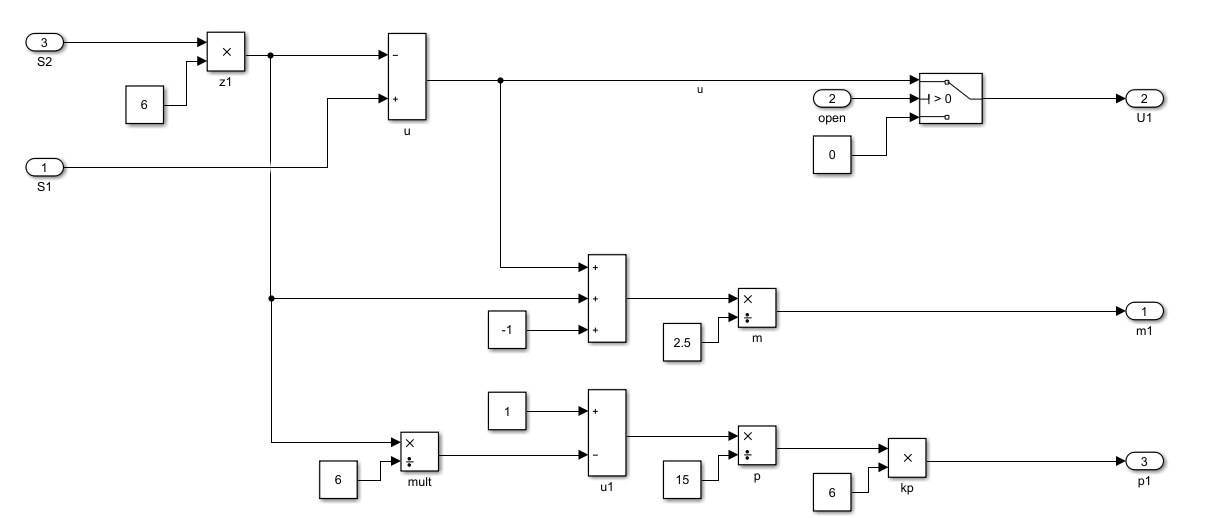 3
S2
×
z1
6
−
+
u
u
2
open
> 0
0
2
U1
1
S1
+
+
+
-1
×
÷
m
2.5
1
m1
1
+
−
u1
×
÷
mult
6
×
÷
p
15
×
kp
6
3
p1